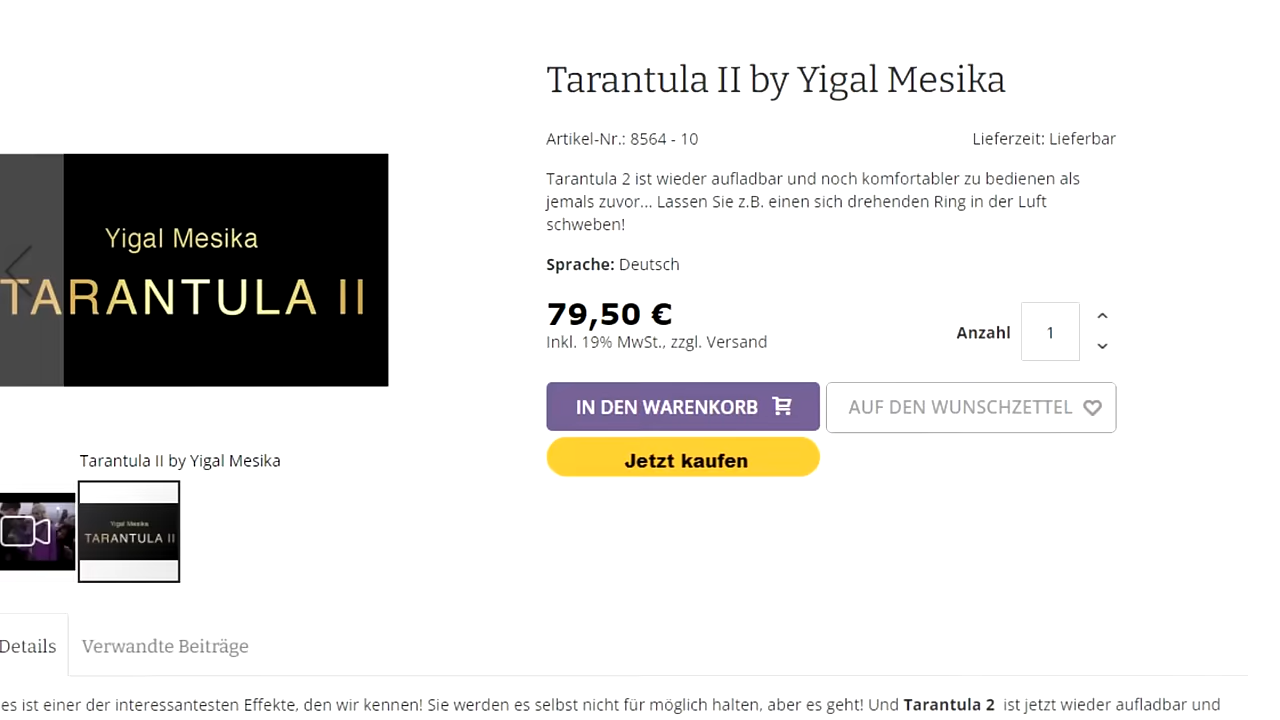 Tarantula II by Yigal Mesika
Artikel-Nr.: 8564 - 10
Lieferzeit: Lieferbar
Tarantula 2 ist wieder aufladbar und noch komfortabler zu bedienen als
jemals zuvor... Lassen Sie z.B. einen sich drehenden Ring in der Luft
schweben!
Sprache: Deutsch
79,50 €
Inkl. 19% MwSt., zzgl. Versand
Anzahl 1
IN DEN WARENKORB
AUF DEN WUNSCHZETTEL
Jetzt kaufen
Yigal Mesika
TARANTULA II
Tarantula II by Yigal Mesika
Yigal Mesika
TARANTULA II
Details
Verwandte Beiträge
es ist einer der interessantesten Effekte, den wir kennen! Sie werden es selbst nicht für möglich halten, aber es geht! Und Tarantula 2 ist jetzt wieder aufladbar und